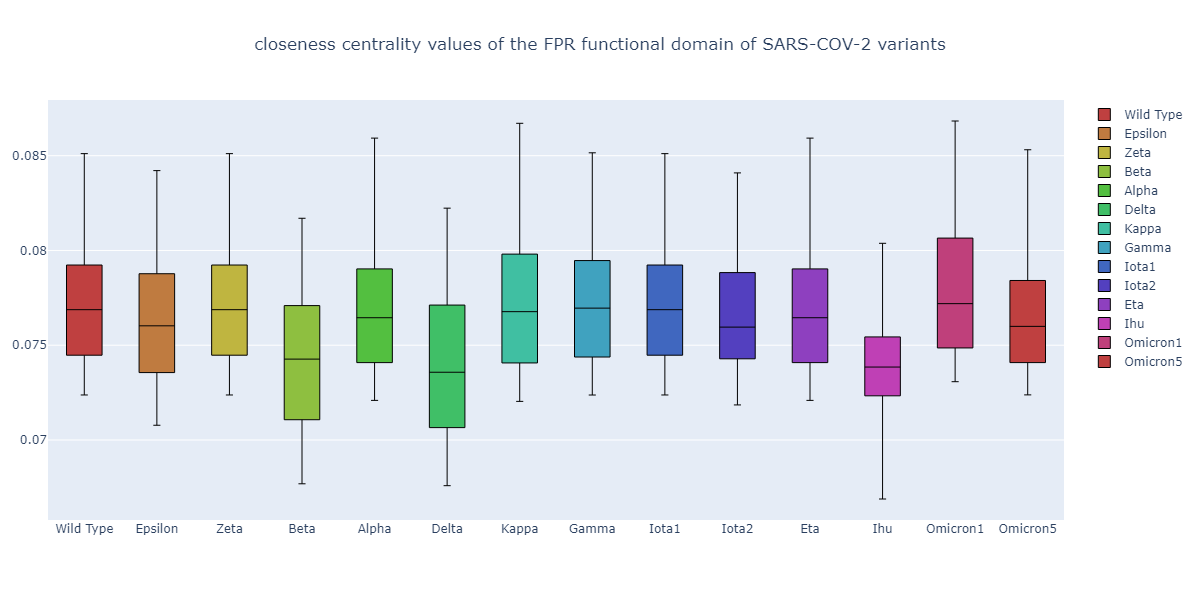 closeness centrality values of the FPR functional domain of SARS-COV-2 variants
0.085
0.08
0.075
0.07
Wild Type Epsilon Zeta Beta Alpha Delta Kappa Gamma Iota1 Iota2 Eta Ihu Omicron1 Omicron5
Wild Type
Epsilon
Zeta
Beta
Alpha
Delta
Kappa
Gamma
Iota1
Iota2
Eta
Ihu
Omicron1
Omicron5